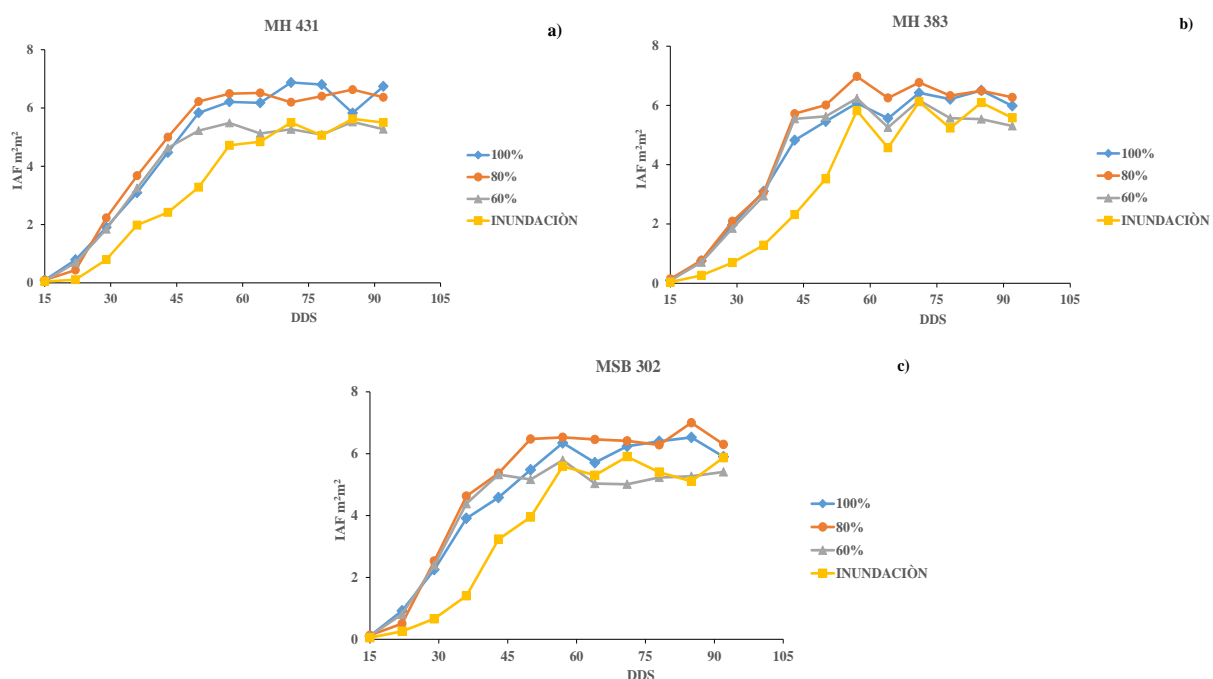 MH 431
a)
8
6
4
2
0
IAF m²m²
15 30 45 60 75 90 105
DDS
100%
80%
60%
INUNDACIÒN
MH 383
b)
8
6
4
2
0
IAF m²m²
15 30 45 60 75 90 105
DDS
100%
80%
60%
INUNDACIÒN
MSB 302
c)
8
6
4
2
0
IAF m²m²
15 30 45 60 75 90 105
DDS
100%
80%
60%
INUNDACIÒN